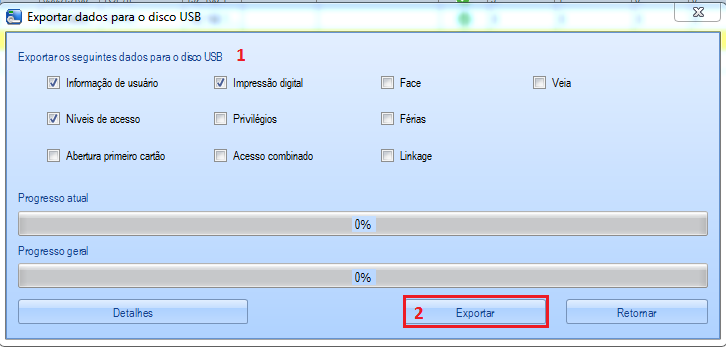 Exportar dados para o disco USB
Exportar os seguintes dados para o disco USB 1
Informação de usuário Impressão digital Face Veia
Níveis de acesso Privilégios Férias
Abertura primeiro cartão Acesso combinado Linkage
Progresso atual
0%
Progresso geral
0%
Detalhes 2 Exportar Retornar